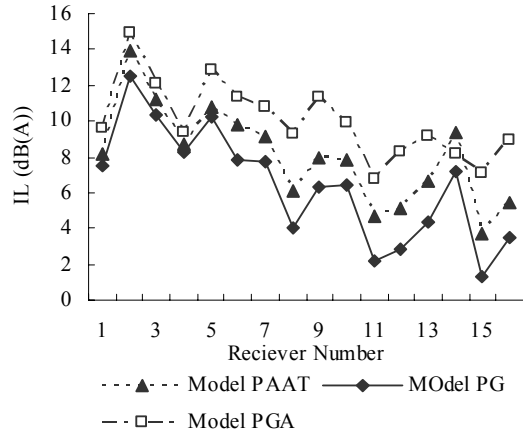 IL (dB(A))
16
14
12
10
8
6
4
2
0
1 3 5 7 9 11 13 15
Reciever Number
Model PAAT
MOdel PG
Model PGA